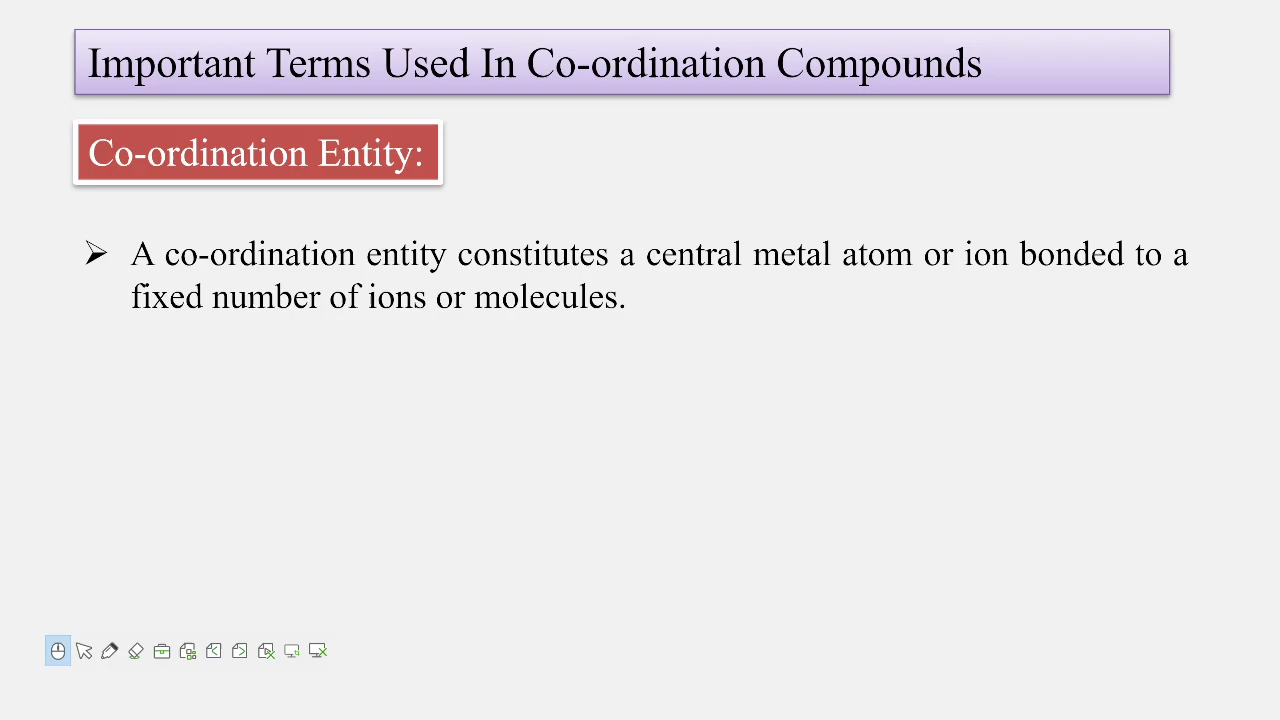 Important Terms Used In Co-ordination Compounds
Co-ordination Entity:
➢ A co-ordination entity constitutes a central metal atom or ion bonded to a
fixed number of ions or molecules.